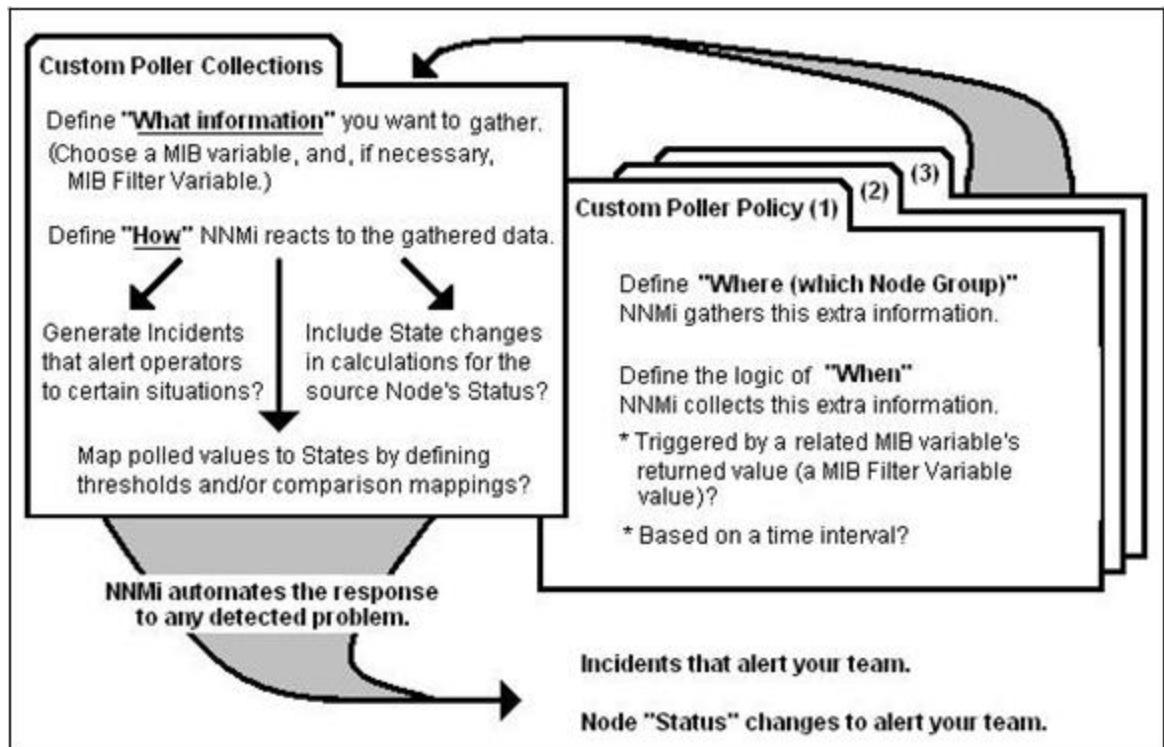 Custom Poller Collections
Define "What information" you want to gather.
(Choose a MIB variable, and, if necessary,
MIB Filter Variable.)
Define "How" NNMi reacts to the gathered data.
Generate Incidents
that alert operators
to certain situations?
Include State changes
in calculations for the
source Node's Status?
Map polled values to States by defining
thresholds and/or comparison mappings?
(3)
(2)
Custom Poller Policy (1)
Define "Where (which Node Group)"
NNMi gathers this extra information.
Define the logic of "When"
NNMi collects this extra information.
* Triggered by a related MIB variable's
returned value (a MIB Filter Variable
value)?
* Based on a time interval?
NNMi automates the response
to any detected problem.
Incidents that alert your team.
Node "Status" changes to alert your team.